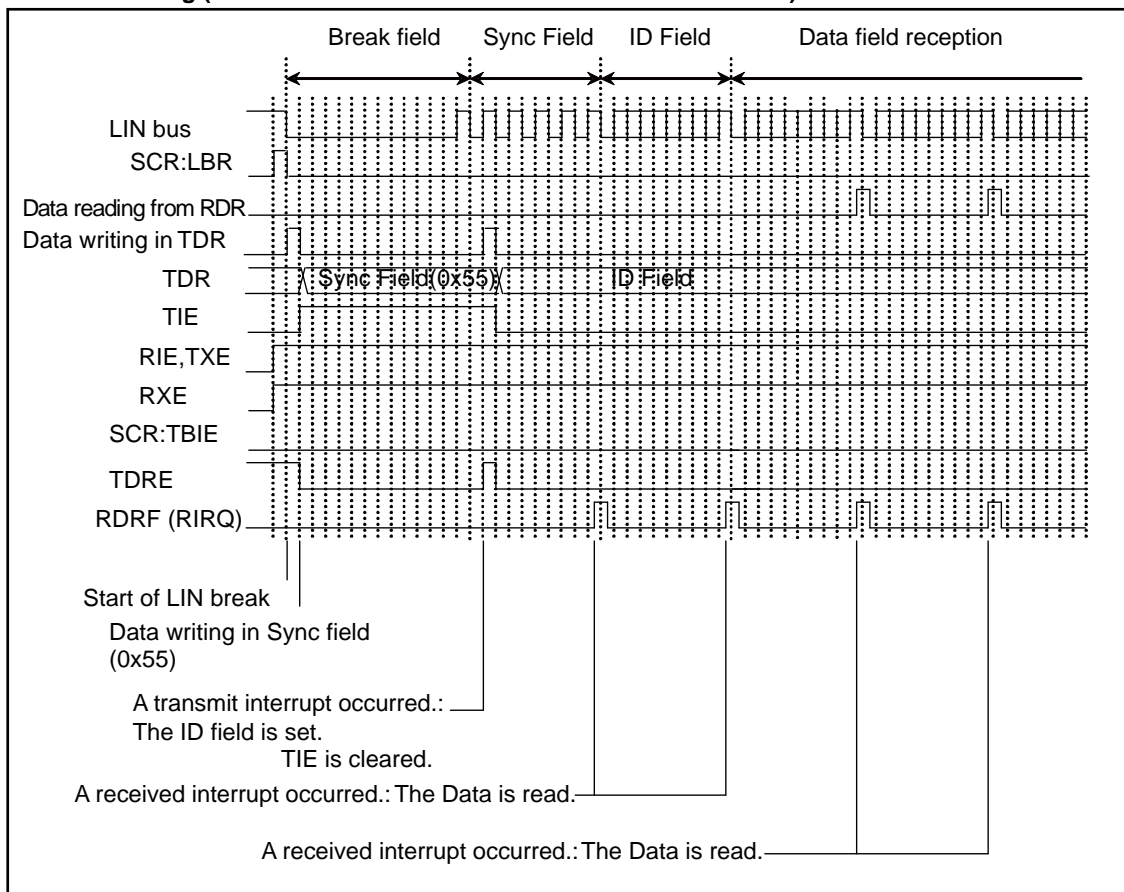 Break field Sync Field ID Field Data field reception
LIN bus
SCR:LBR
Data reading from RDR
Data writing in TDR
TDR Sync Field(0x55) ID Field
TIE
RIE,TXE
RXE
SCR:TBIE
TDRE
RDRF (RIRQ)
Start of LIN break
Data writing in Sync field
(0x55)
A transmit interrupt occurred.:
The ID field is set.
TIE is cleared.
A received interrupt occurred.: The Data is read.
A received interrupt occurred.: The Data is read.